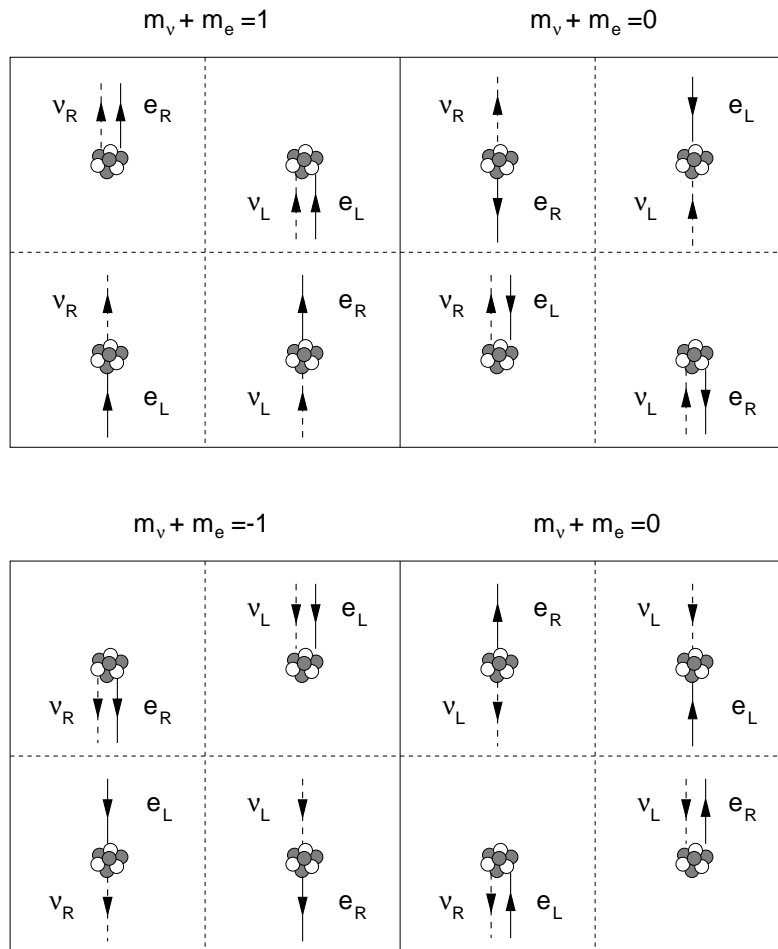 m_ν + m_e =1
m_ν + m_e =0
ν_R e_R
ν_L e_L
ν_R e_R
e_L ν_L
ν_R e_L
e_R ν_L
ν_R e_L
ν_L e_R
m_ν + m_e =-1
m_ν + m_e =0
ν_R e_R
ν_L e_L
e_R ν_L
ν_L e_L
e_L ν_R
ν_L e_R
ν_R e_L
ν_L e_R